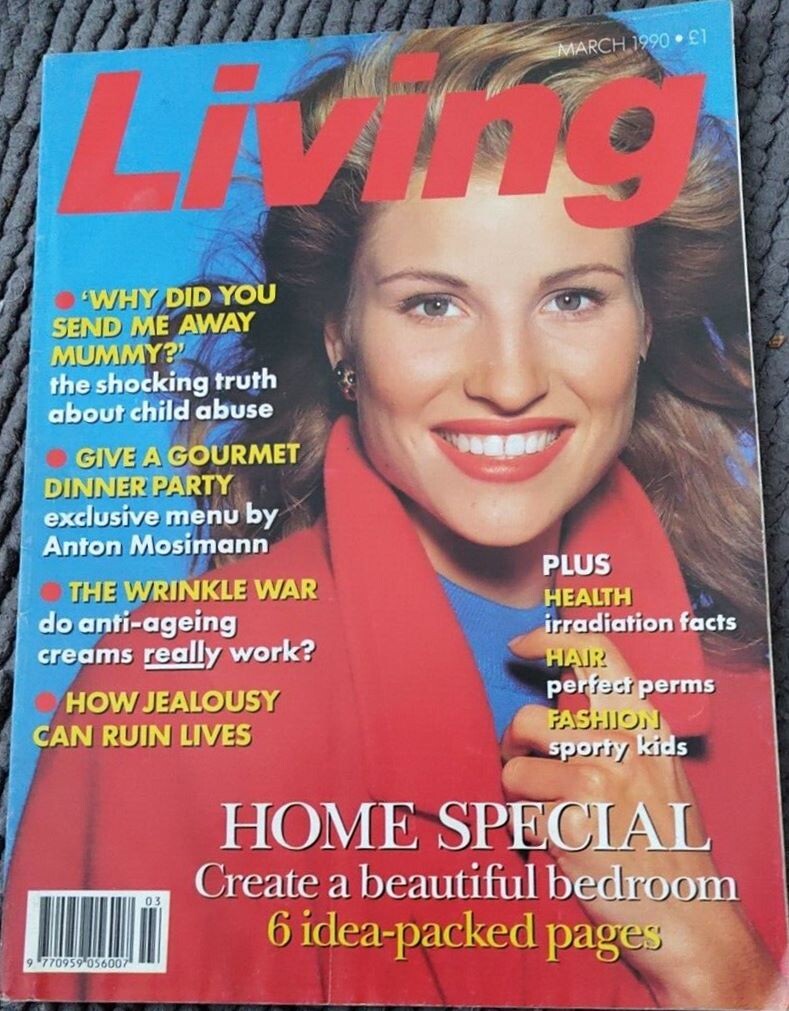 MARCH 1990 • £1
Living
• ‘WHY DID YOU
SEND ME AWAY
MUMMY?’
the shocking truth
about child abuse
• GIVE A GOURMET
DINNER PARTY
exclusive menu by
Anton Mosimann
• THE WRINKLE WAR
do anti-ageing
creams really work?
• HOW JEALOUSY
CAN RUIN LIVES
PLUS
HEALTH
irradiation facts
HAIR
perfect perms
FASHION
sporty kids
HOME SPECIAL
Create a beautiful bedroom
6 idea-packed pages
03
9 770959 056007